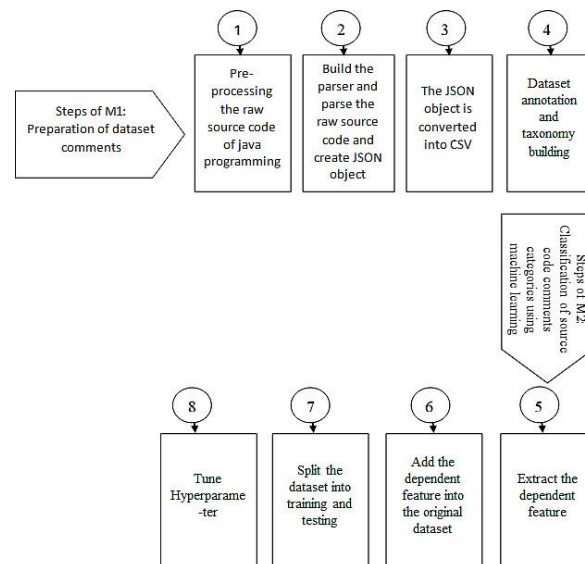 1
2
3
4
Steps of M1:
Preparation of dataset
comments
Pre-
processing
the raw
source code
of java
programming
Build the
parser and
parse the
raw source
code and
create JSON
object
The JSON
object is
converted
into CSV
Dataset
annotation
and
taxonomy
building
Steps of M2:
Classification of source
code comments
categories using
machine learning
8
7
6
5
Tune
Hyperparame
-ter
Split the
dataset into
training and
testing
Add the
dependent
feature into
the original
dataset
Extract the
dependent
feature